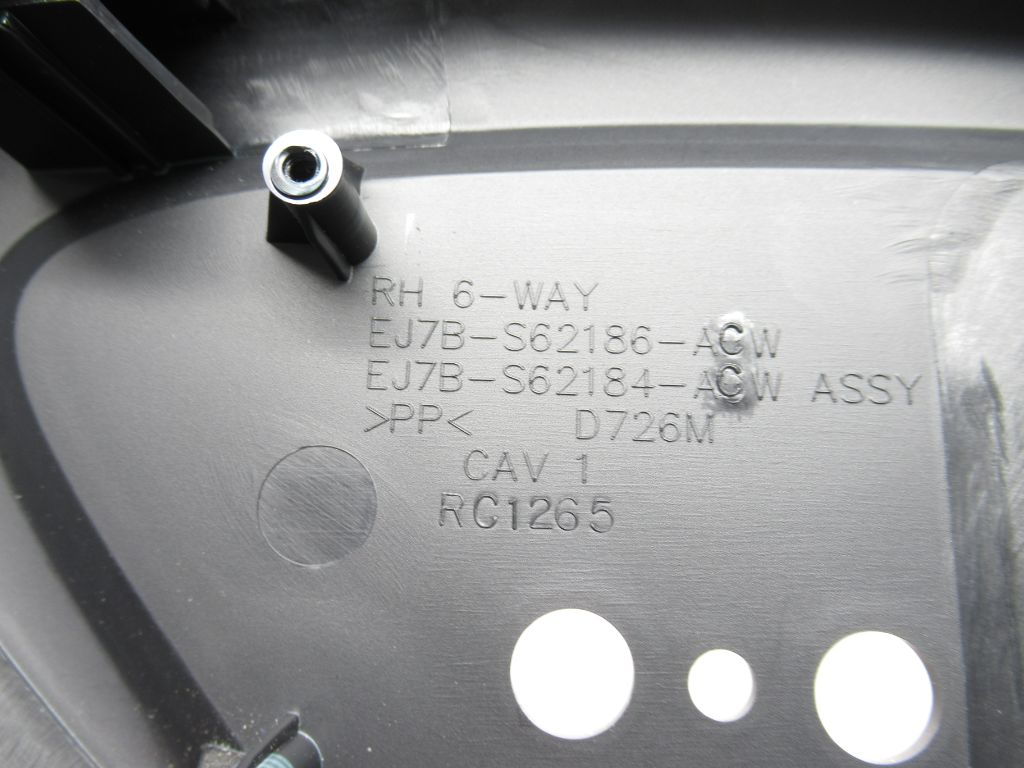 RH 6-WAY
EJ7B-S62186-ACW
EJ7B-S62184-ACW ASSY
>PP< D726M
CAV 1
RC1265